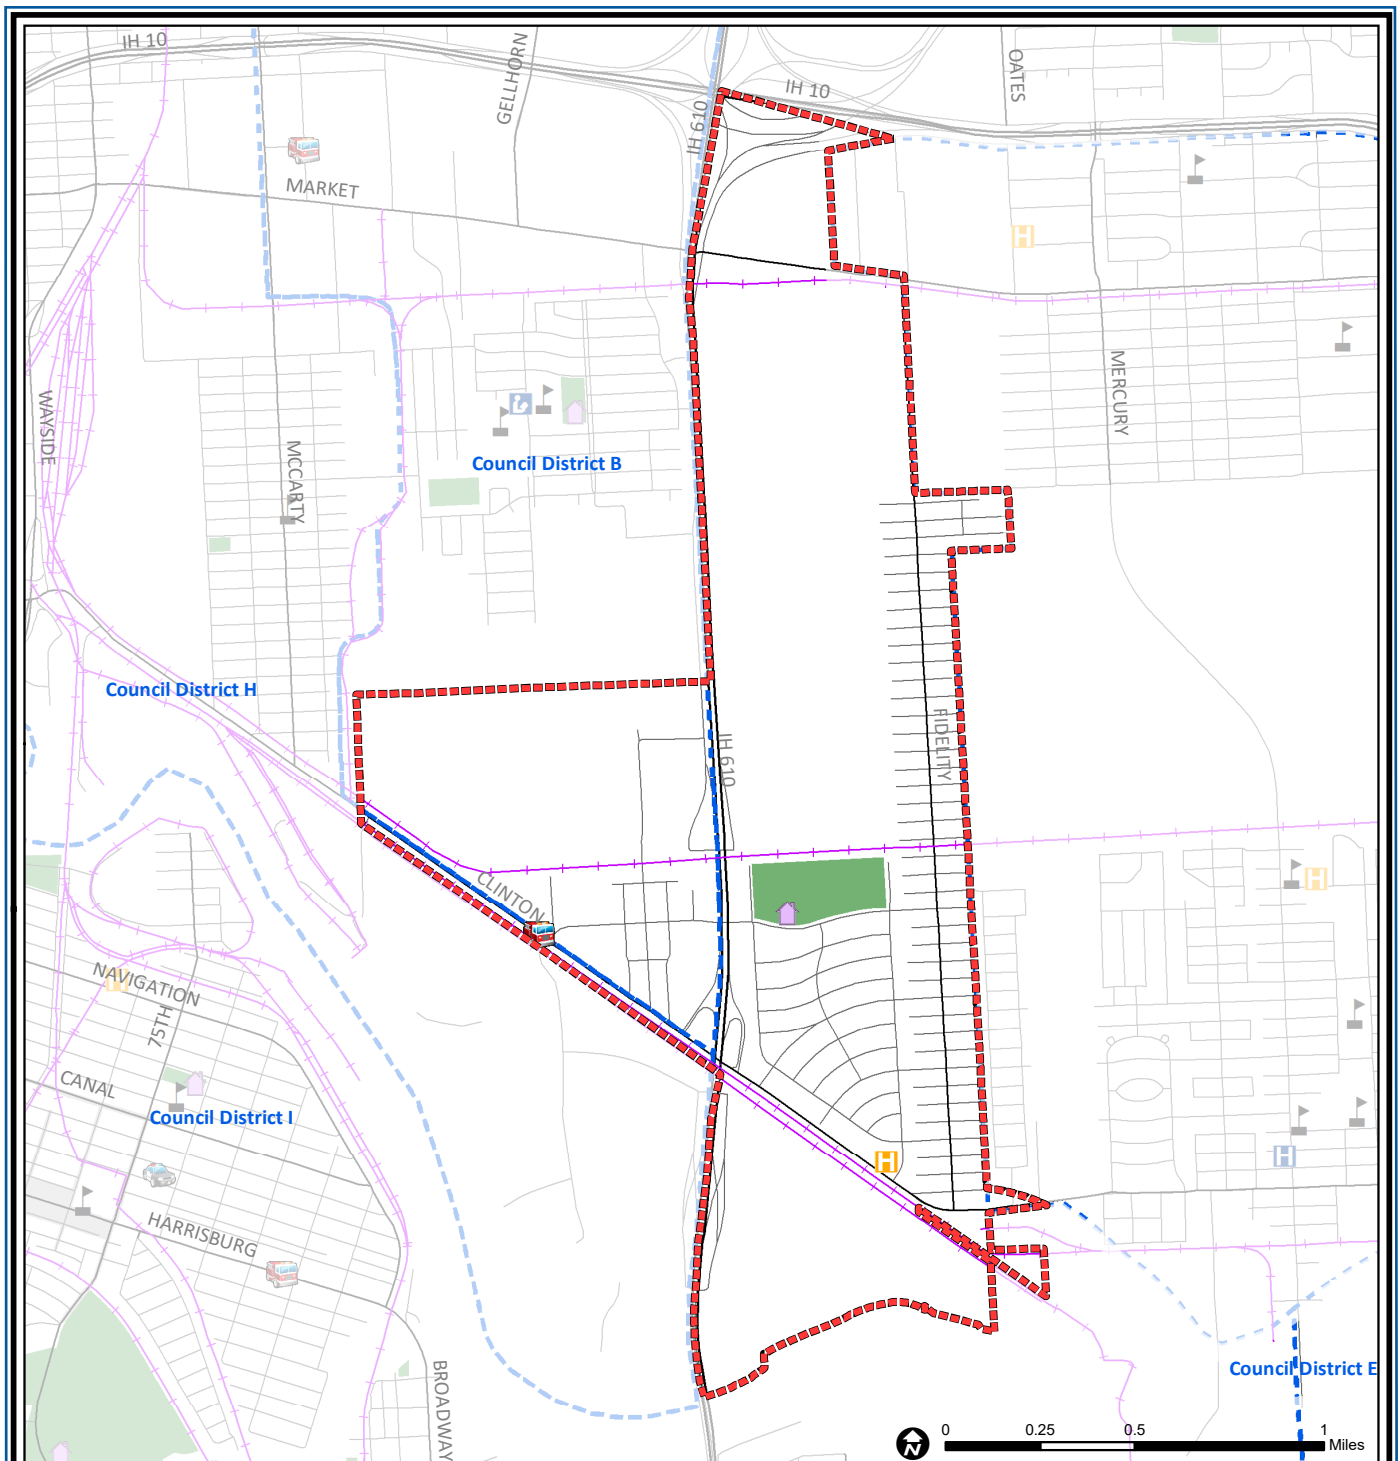 IH 10
GELLHORN
IH 610
IH 10
OATES
MARKET
H
MERCURY
WAYSIDE
MCCARTY
Council District B
Council District H
FIDELITY
IH 610
CLINTON
H
NAVIGATION
H
75TH
CANAL
Council District I
H
H
HARRISBURG
BROADWAY
Council District E
N
0 0.25 0.5 1
Miles